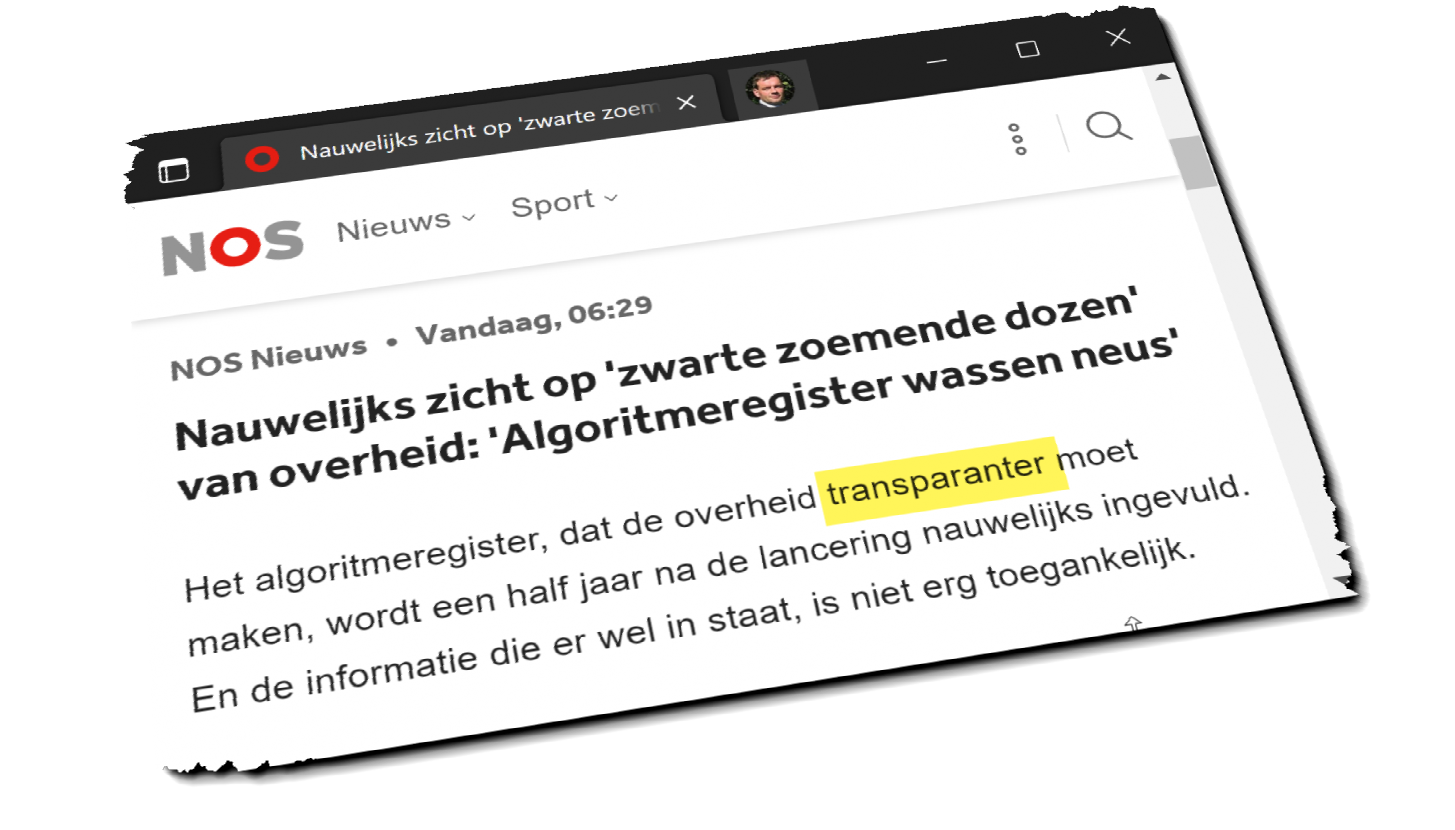 Nauwelijks zicht op 'zwarte zoem
NOS Nieuws Sport
NOS Nieuws • Vandaag, 06:29
Nauwelijks zicht op 'zwarte zoemende dozen'
van overheid: 'Algoritmeregister wassen neus'
Het algoritmeregister, dat de overheid transparanter moet
maken, wordt een half jaar na de lancering nauwelijks ingevuld.
En de informatie die er wel in staat, is niet erg toegankelijk.